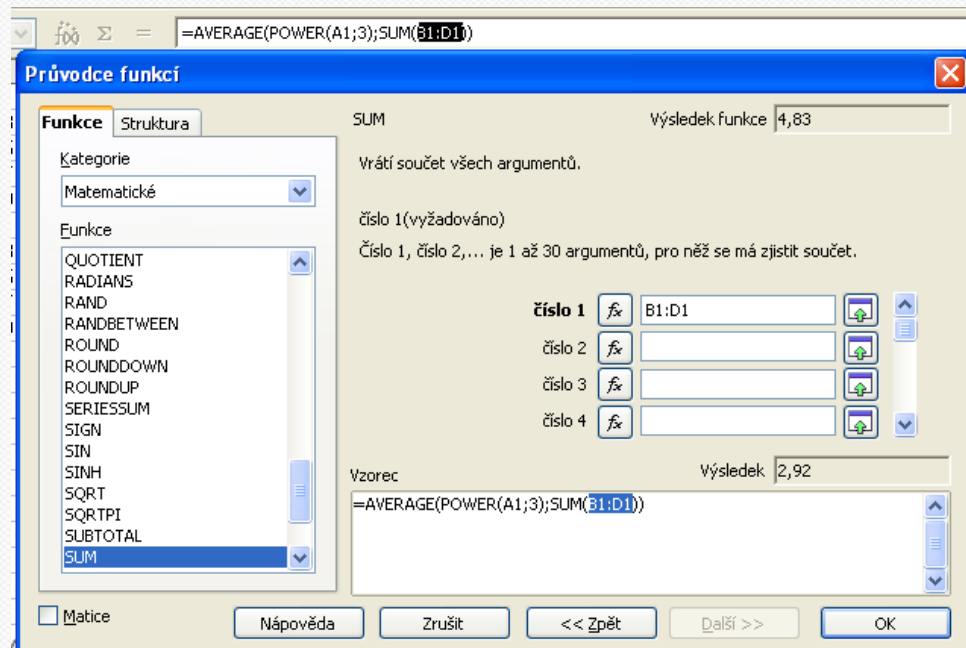 =AVERAGE(POWER(A1;3);SUM(B1:D1))
Průvodce funkcí
Funkce Struktura
SUM Výsledek funkce 4,83
Kategorie
Matematické
Vrátí součet všech argumentů.
Funkce
číslo 1(vyžadováno)
Číslo 1, číslo 2,... je 1 až 30 argumentů, pro něž se má zjistit součet.
QUOTIENT
RADIANS
RAND
RANDBETWEEN
ROUND
ROUNDDOWN
ROUNDUP
SERIESSUM
SIGN
SIN
SINH
SQRT
SQRTPI
SUBTOTAL
SUM
číslo 1 fx B1:D1
číslo 2 fx
číslo 3 fx
číslo 4 fx
Vzorec Výsledek 2,92
=AVERAGE(POWER(A1;3);SUM(B1:D1))
Matice Nápověda Zrušit << Zpět Další >> OK